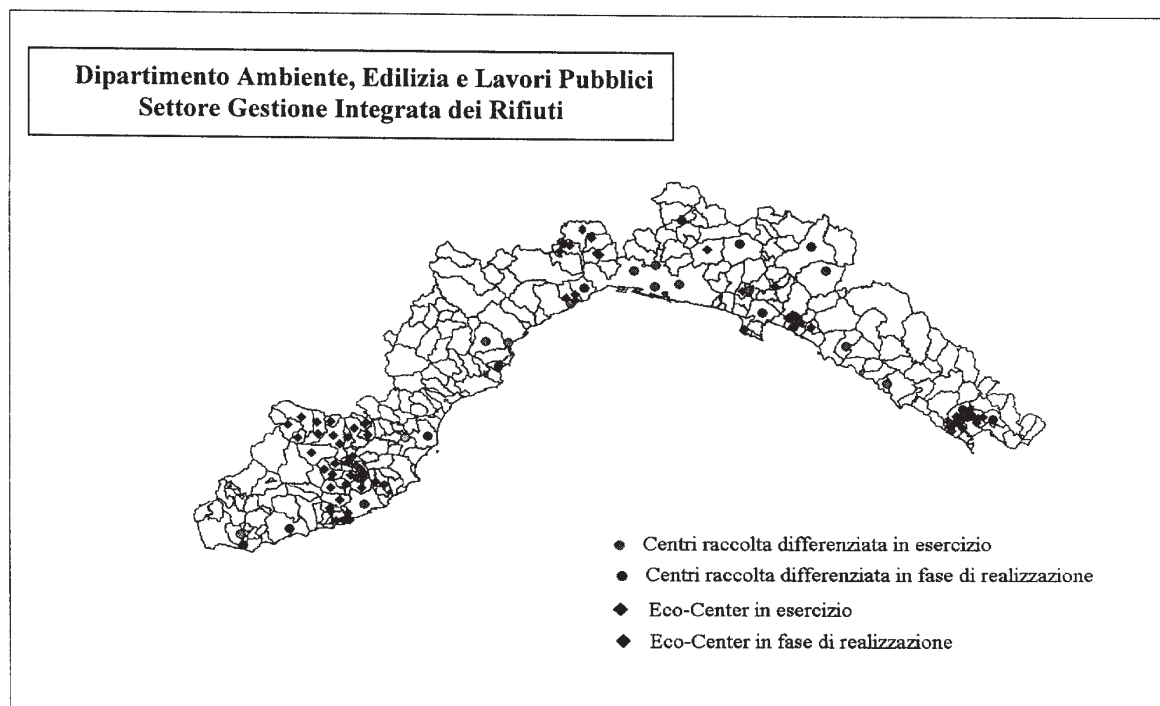 Dipartimento Ambiente, Edilizia e Lavori Pubblici
Settore Gestione Integrata dei Rifiuti
Centri raccolta differenziata in esercizio
Centri raccolta differenziata in fase di realizzazione
Eco-Center in esercizio
Eco-Center in fase di realizzazione